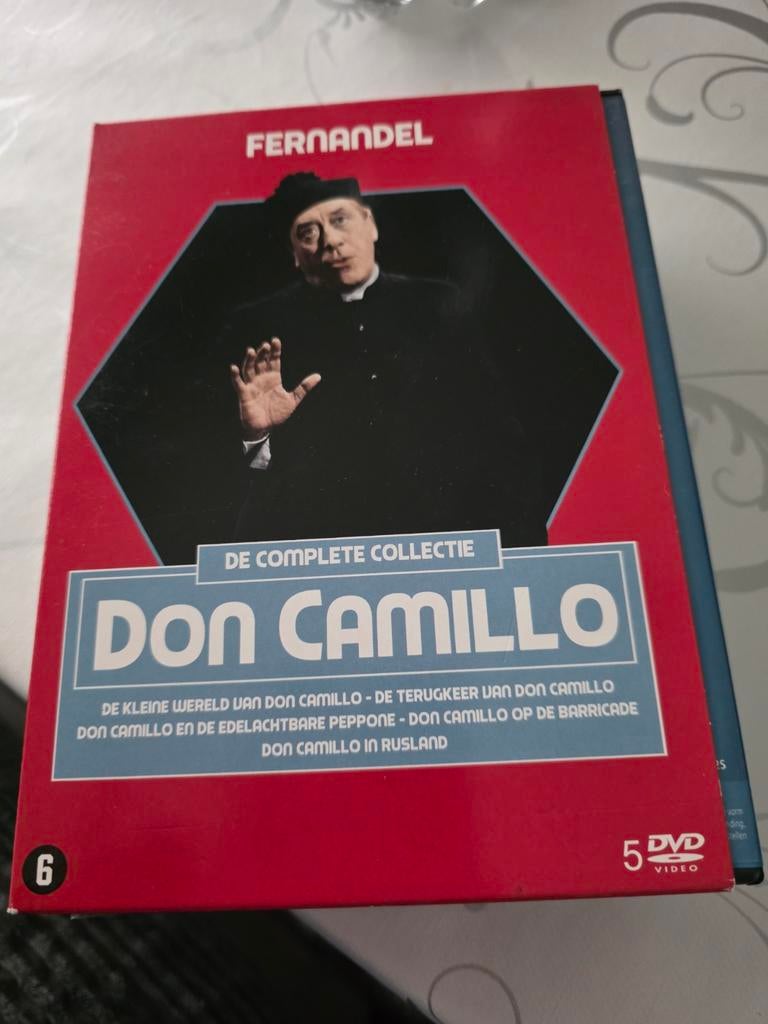 FERNANDEL
DE COMPLETE COLLECTIE
DON CAMILLO
DE KLEINE WERELD VAN DON CAMILLO - DE TERUGKEER VAN DON CAMILLO
DON CAMILLO EN DE EDELACHTBARE PEPPONE - DON CAMILLO OP DE BARRICADE
DON CAMILLO IN RUSLAND
6
5 DVD
VIDEO